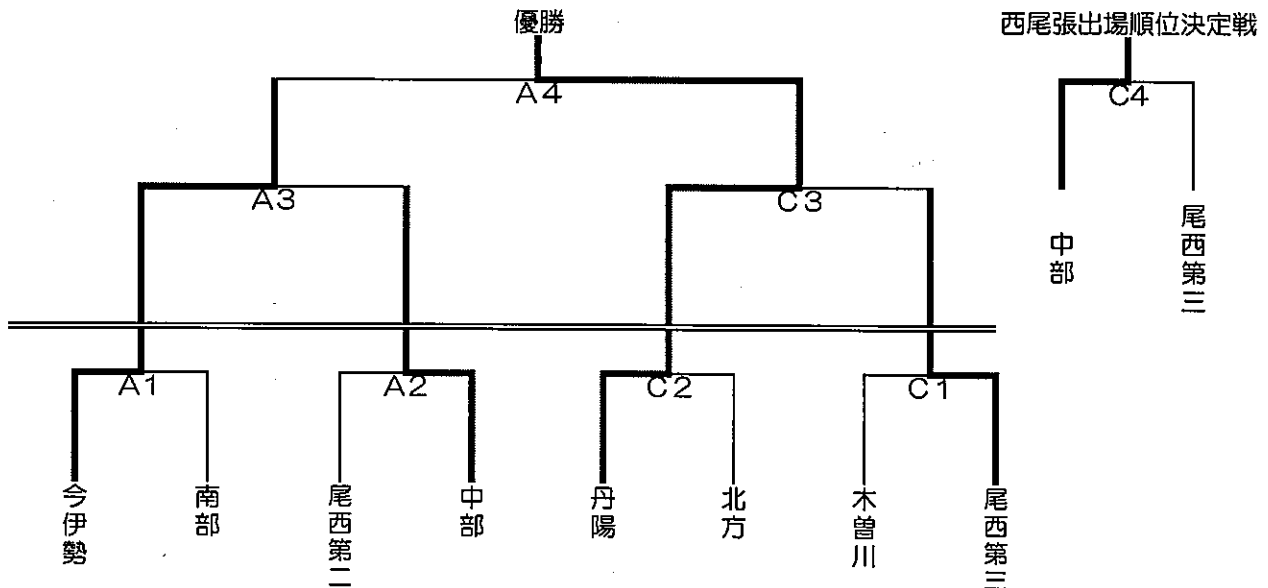 優勝
西尾張出場順位決定戦
A4
C4
A3
C3
中部
尾西第三
A1
A2
C2
C1
今伊勢
南部
尾西第二
中部
丹陽
北方
木曽川
尾西第三